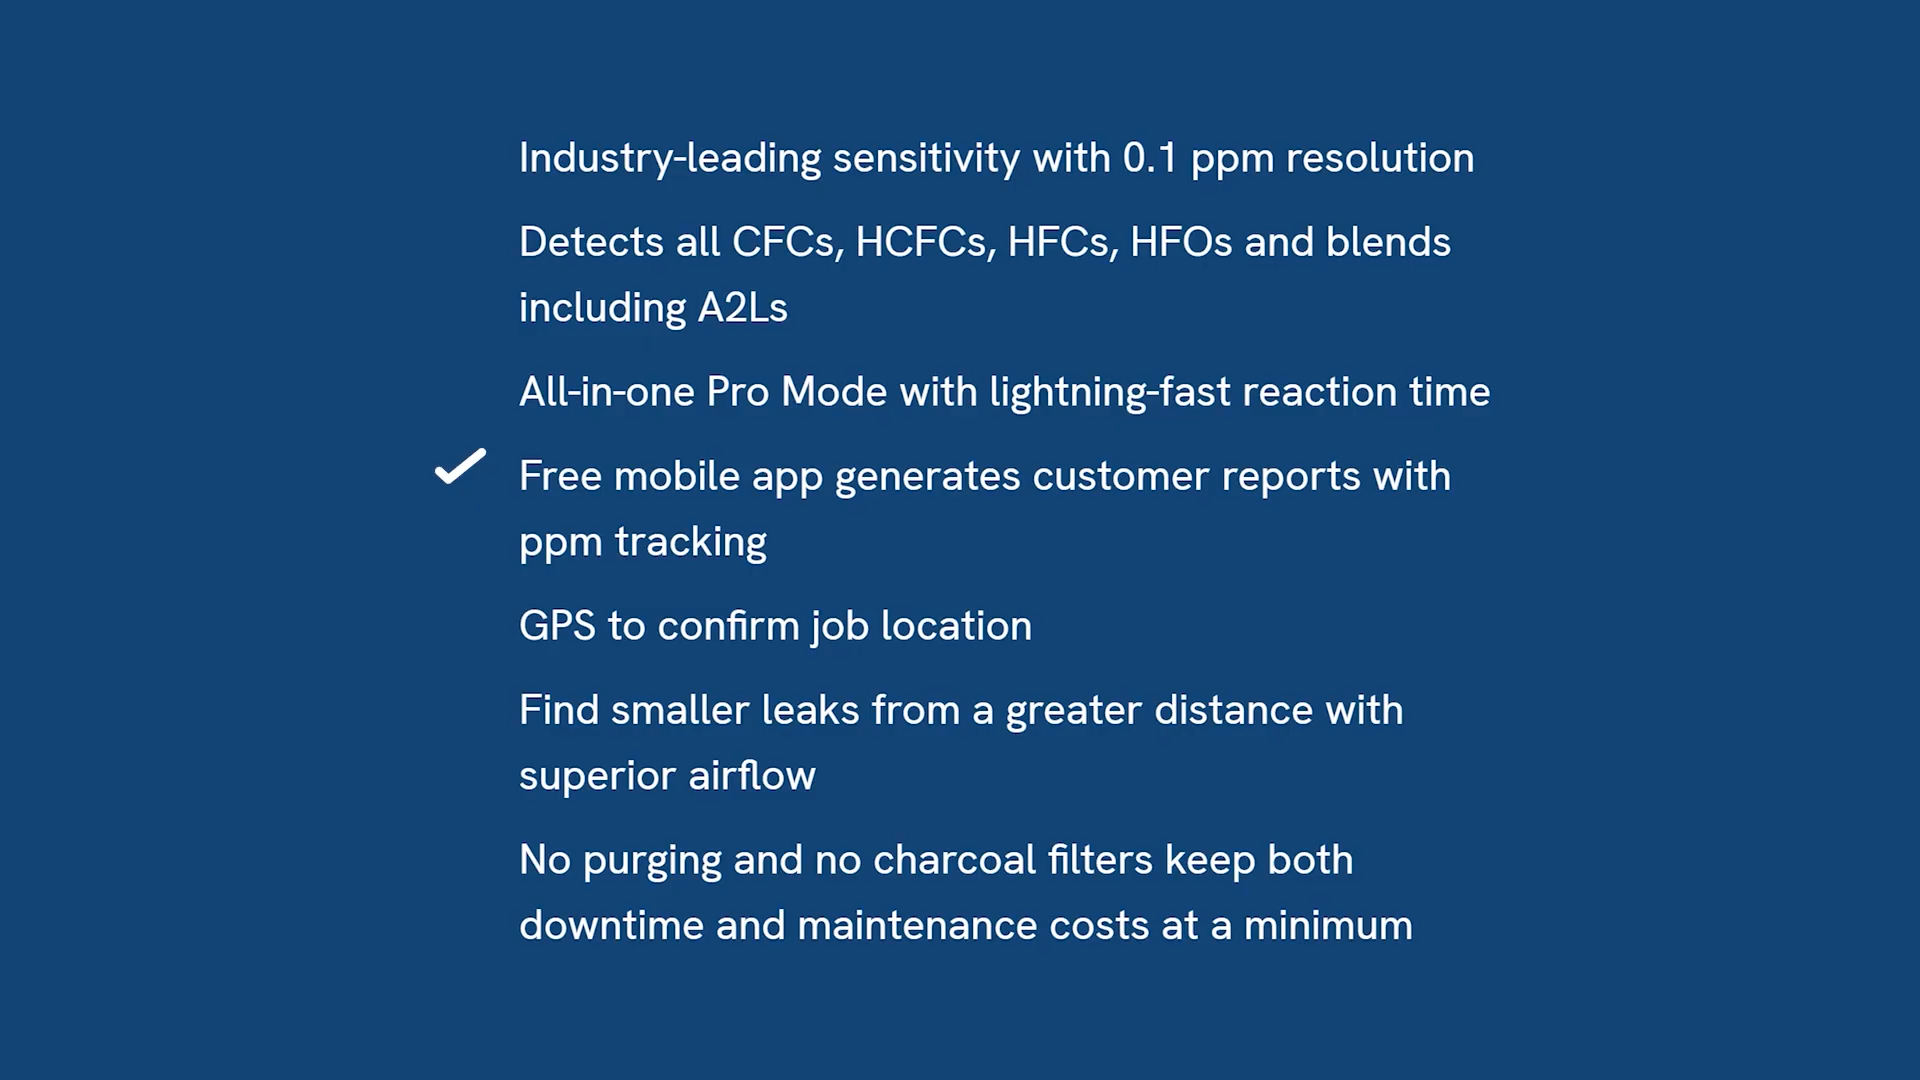 Industry-leading sensitivity with 0.1 ppm resolution
Detects all CFCs, HCFCs, HFCs, HFOs and blends
including A2Ls
All-in-one Pro Mode with lightning-fast reaction time
Free mobile app generates customer reports with
ppm tracking
GPS to confirm job location
Find smaller leaks from a greater distance with
superior airflow
No purging and no charcoal filters keep both
downtime and maintenance costs at a minimum